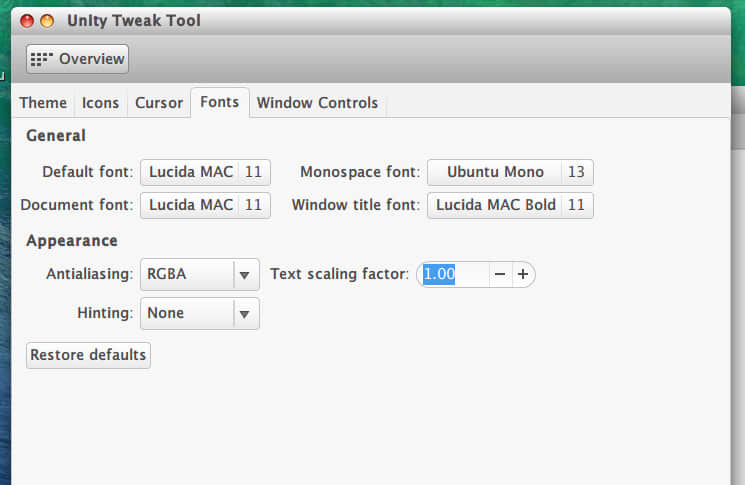 Unity Tweak Tool
Overview
Theme Icons Cursor Fonts Window Controls
General
Default font: Lucida MAC 11 Monospace font: Ubuntu Mono 13
Document font: Lucida MAC 11 Window title font: Lucida MAC Bold 11
Appearance
Antialiasing: RGBA Text scaling factor: 1.00 − +
Hinting: None
Restore defaults